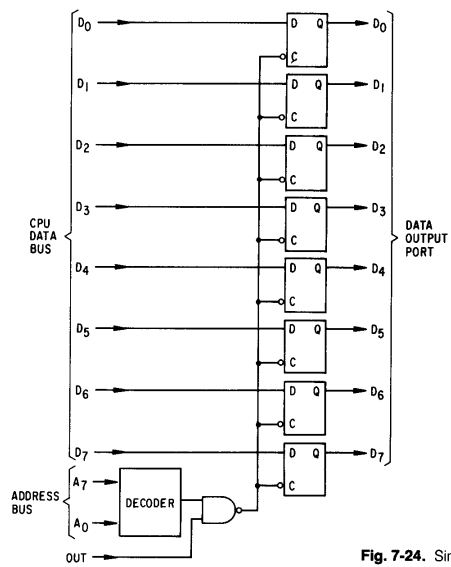 D0 D Q D0
C
D1 D Q D1
C
D2 D Q D2
C
D3 D Q D3
C
CPU
DATA
BUS
DATA
OUTPUT
PORT
D4 D Q D4
C
D5 D Q D5
C
D6 D Q D6
C
D7 D Q D7
C
ADDRESS
BUS
A7
A0
DECODER
OUT
Fig. 7-24. Sin